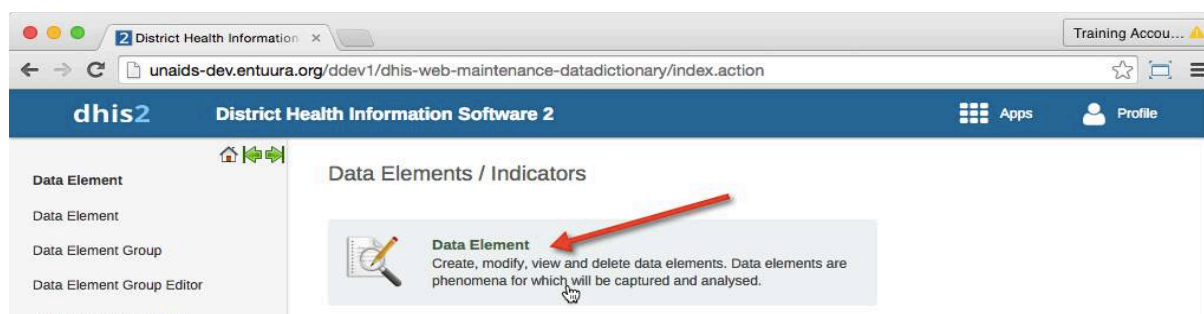 2 District Health Information
Training Accou...
unaids-dev.entuura.org/ddev1/dhis-web-maintenance-datadictionary/index.action
dhis2 District Health Information Software 2 Apps Profile
Data Element
Data Element
Data Element Group
Data Element Group Editor
Data Elements / Indicators
Data Element
Create, modify, view and delete data elements. Data elements are
phenomena for which will be captured and analysed.